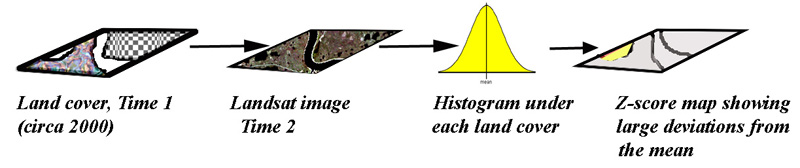 mean
Land cover, Time 1
(circa 2000)
Landsat image
Time 2
Histogram under
each land cover
Z-score map showing
large deviations from
the mean